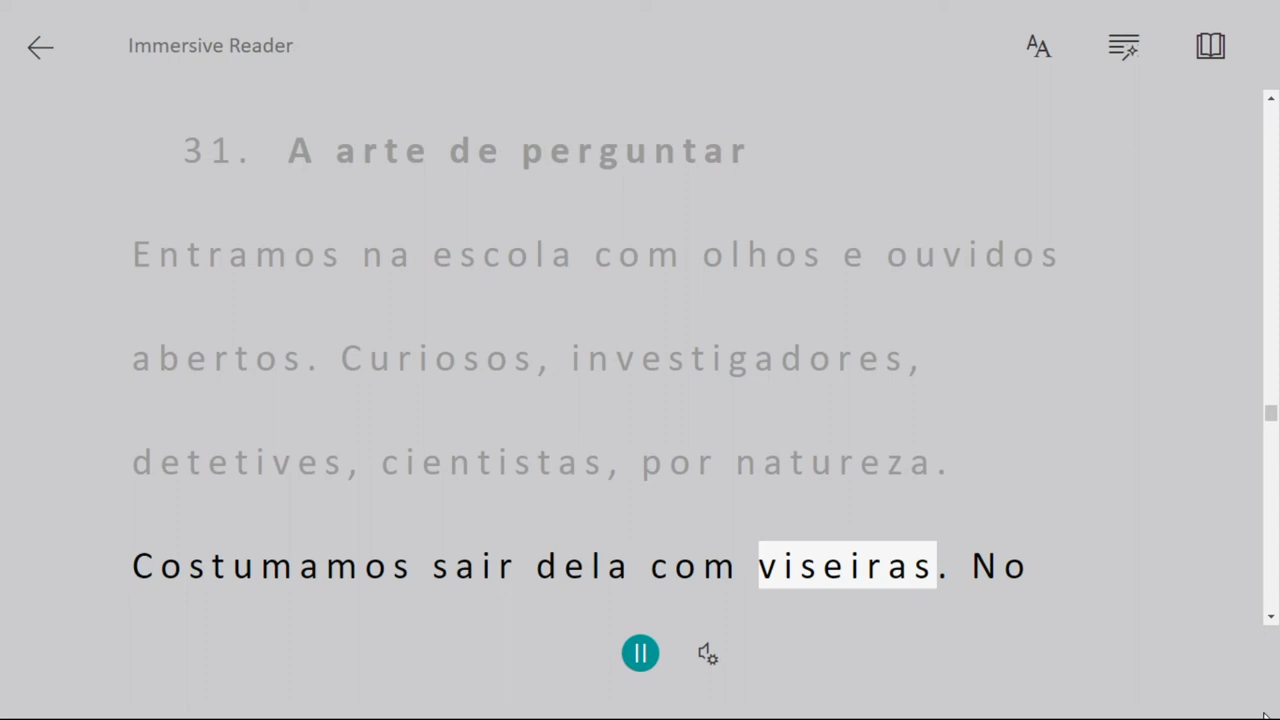 Immersive Reader
31. A arte de perguntar
Entramos na escola com olhos e ouvidos
abertos. Curiosos, investigadores,
detetives, cientistas, por natureza.
Costumamos sair dela com viseiras. No